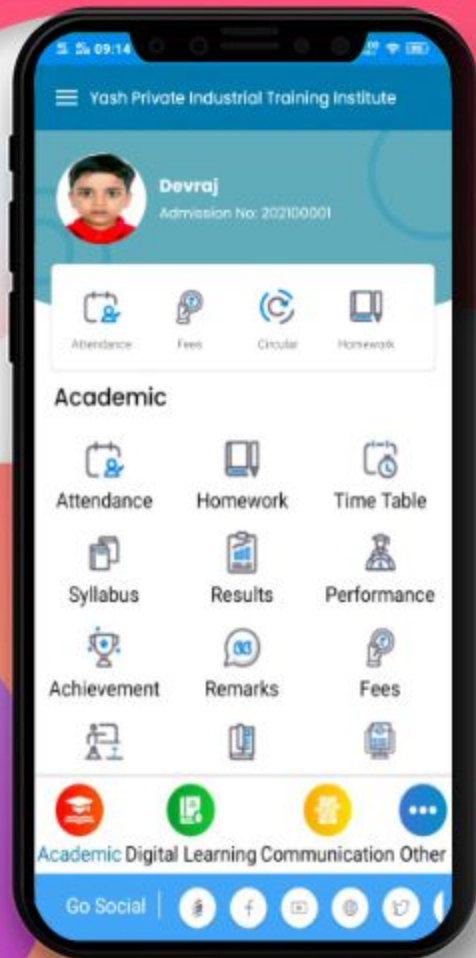 09:14
Yash Private Industrial Training Institute
Devraj
Admission No: 202100001
Attendance Fees Circular Homework
Academic
Attendance Homework Time Table
Syllabus Results Performance
Achievement Remarks Fees
Academic Digital Learning Communication Other
Go Social